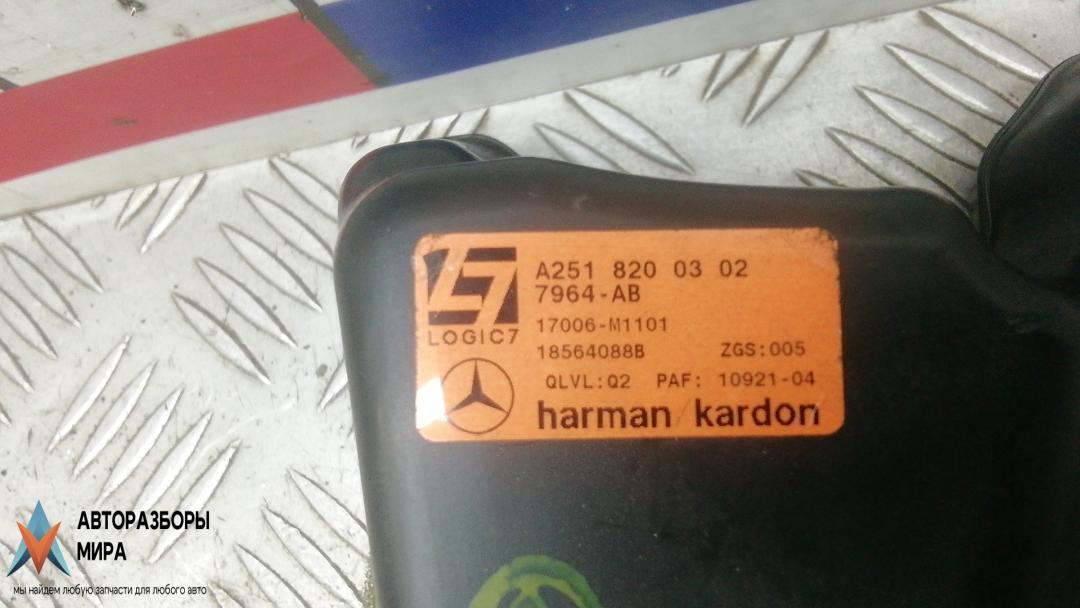 A251 820 03 02
7964-AB
17006-M1101
LOGIC7
18564088B ZGS:005
QLVL:Q2 PAF: 10921-04
harman kardon
АВТОРАЗБОРЫ
МИРА
мы найдем любую запчасти для любого авто